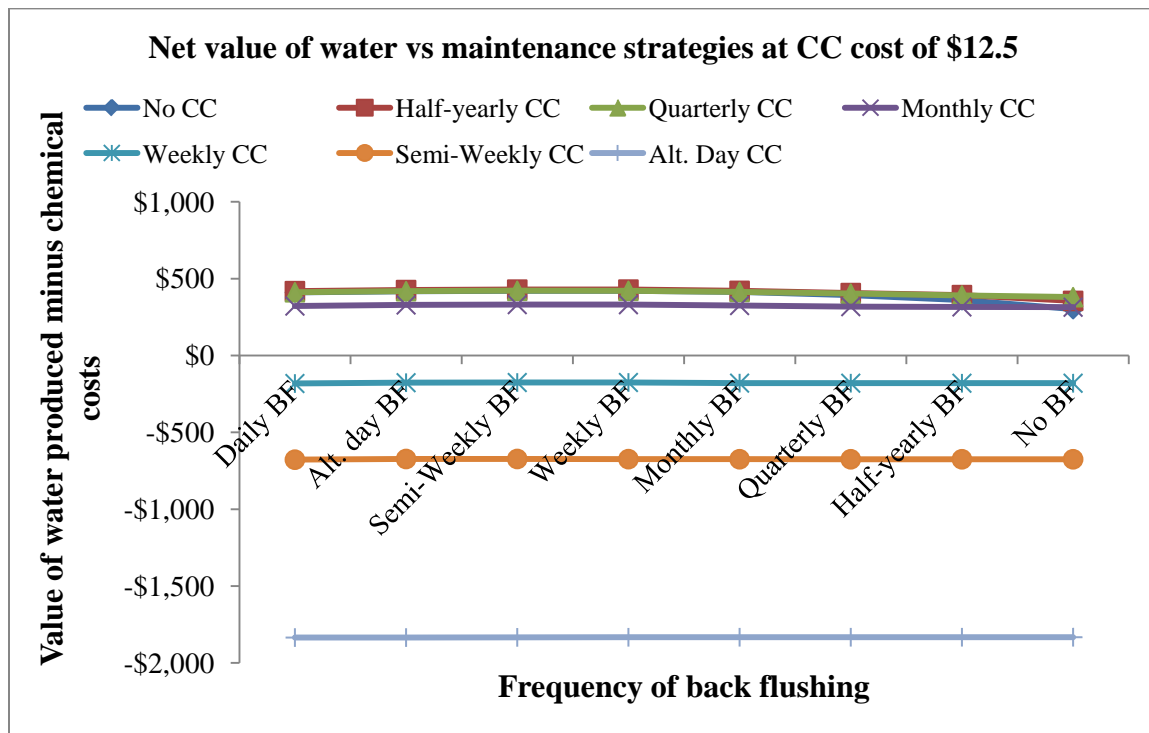 Net value of water vs maintenance strategies at CC cost of $12.5
No CC
Half-yearly CC
Quarterly CC
Monthly CC
Weekly CC
Semi-Weekly CC
Alt. Day CC
Value of water produced minus chemical
costs
$1,000
$500
$0
-$500
-$1,000
-$1,500
-$2,000
Daily BF
Alt. day BF
Semi-Weekly BF
Weekly BF
Monthly BF
Quarterly BF
Half-yearly BF
No BF
Frequency of back flushing